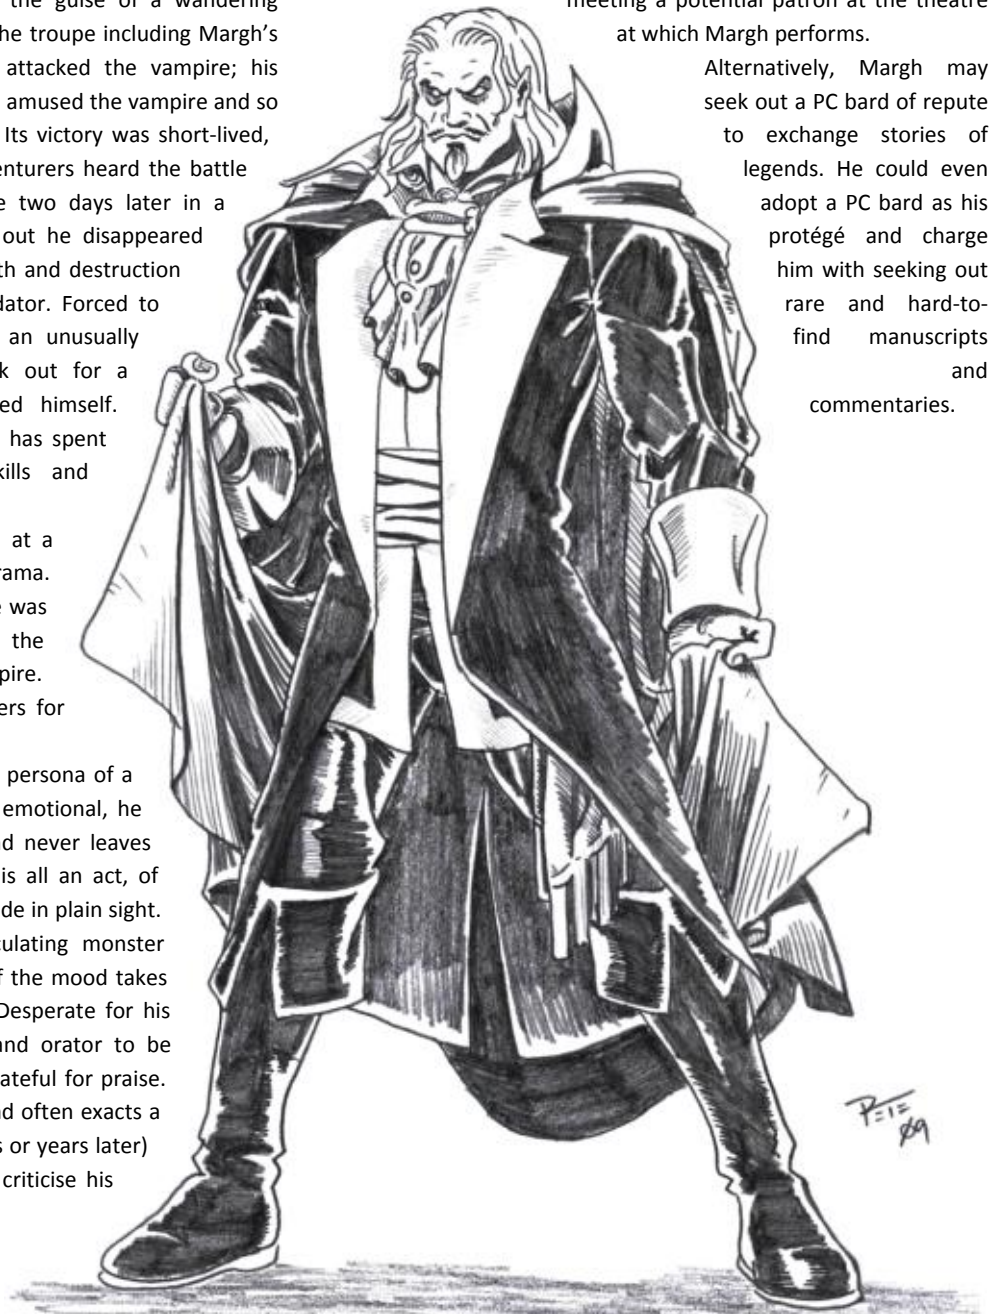 the guise of a wandering
he troupe including Margh's
attacked the vampire; his
amused the vampire and so
Its victory was short-lived,
enturers heard the battle
e two days later in a
out he disappeared
th and destruction
dator. Forced to
an unusually
k out for a
ed himself.
has spent
kills and
at a
rama.
e was
the
pire.
ers for
persona of a
emotional, he
d never leaves
is all an act, of
de in plain sight.
culating monster
f the mood takes
Desperate for his
and orator to be
ateful for praise.
d often exacts a
s or years later)
criticise his
meeting a potential patron at the theatre
at which Margh performs.
Alternatively, Margh may
seek out a PC bard of repute
to exchange stories of
legends. He could even
adopt a PC bard as his
protégé and charge
him with seeking out
rare and hard-to-
find manuscripts
and
commentaries.
PETE
09